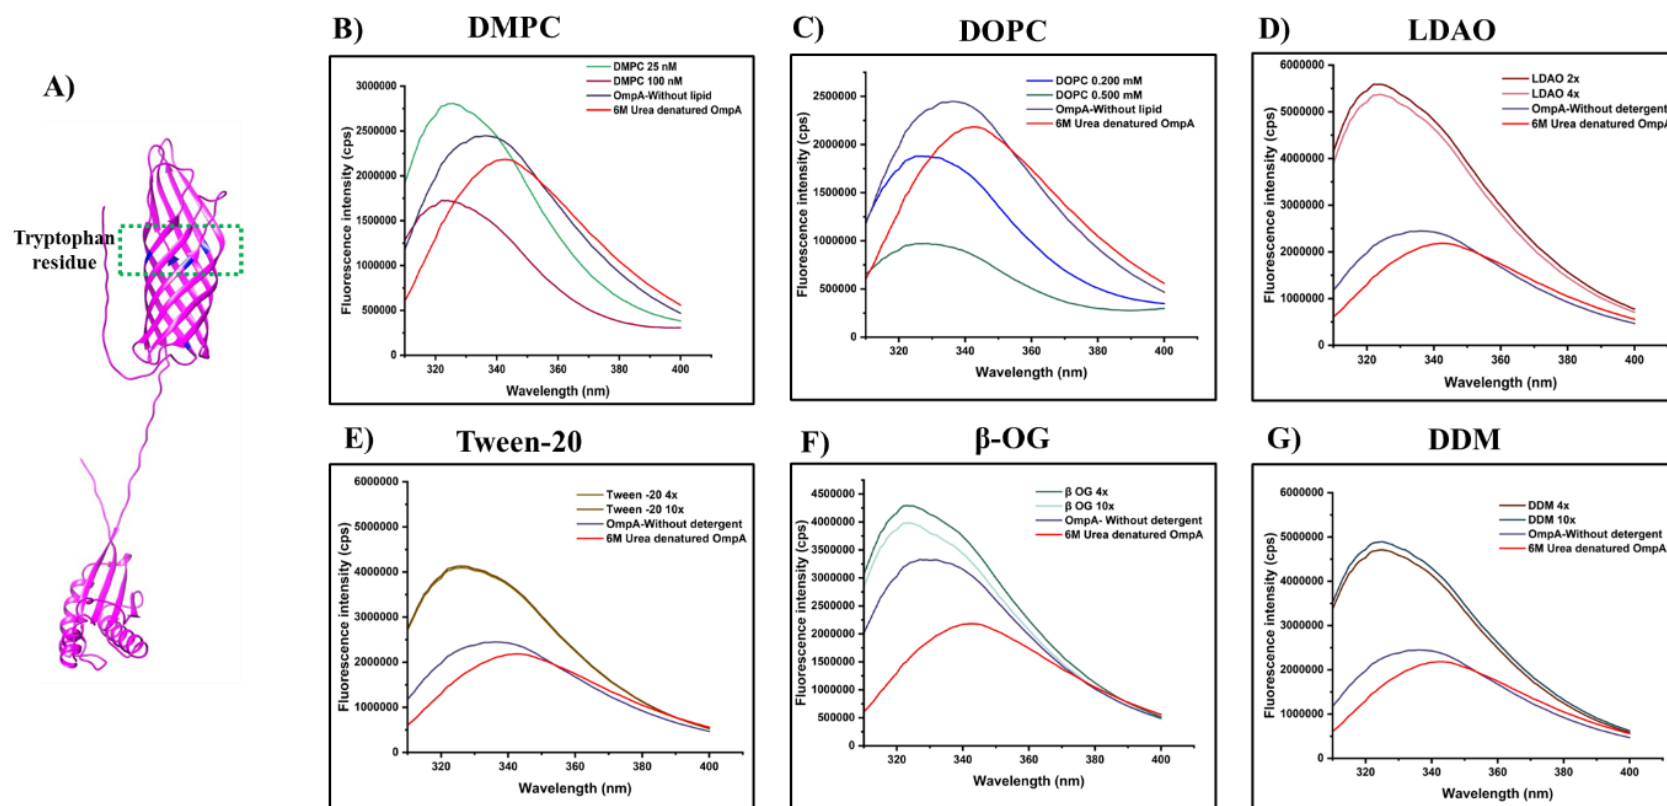 A)
Tryptophan
residue
B)
DMPC
DMPC 25 nM
DMPC 100 nM
OmpA-Without lipid
6M Urea denatured OmpA
Fluorescence intensity (cps)
3000000
2500000
2000000
1500000
1000000
500000
0
320
340
360
380
400
Wavelength (nm)
C)
DOPC
DOPC 0.200 mM
DOPC 0.500 mM
OmpA-Without lipid
6M Urea denatured OmpA
Fluorescence intensity (cps)
2500000
2000000
1500000
1000000
500000
0
320
340
360
380
400
Wavelength (nm)
D)
LDAO
LDAO 2x
LDAO 4x
OmpA-Without detergent
6M Urea denatured OmpA
Fluorescence intensity (cps)
6000000
5000000
4000000
3000000
2000000
1000000
0
320
340
360
380
400
Wavelength (nm)
E)
Tween-20
Tween -20 4x
Tween -20 10x
OmpA-Without detergent
6M Urea denatured OmpA
Fluorescence intensity (cps)
6000000
5000000
4000000
3000000
2000000
1000000
0
320
340
360
380
400
Wavelength (nm)
F)
β-OG
β OG 4x
β OG 10x
OmpA- Without detergent
6M Urea denatured OmpA
Fluorescence intensity (cps)
4500000
4000000
3500000
3000000
2500000
2000000
1500000
1000000
500000
0
320
340
360
380
400
Wavelength (nm)
G)
DDM
DDM 4x
DDM 10x
OmpA-Without detergent
6M Urea denatured OmpA
Fluorescence intensity (cps)
6000000
5000000
4000000
3000000
2000000
1000000
0
320
340
360
380
400
Wavelength (nm)